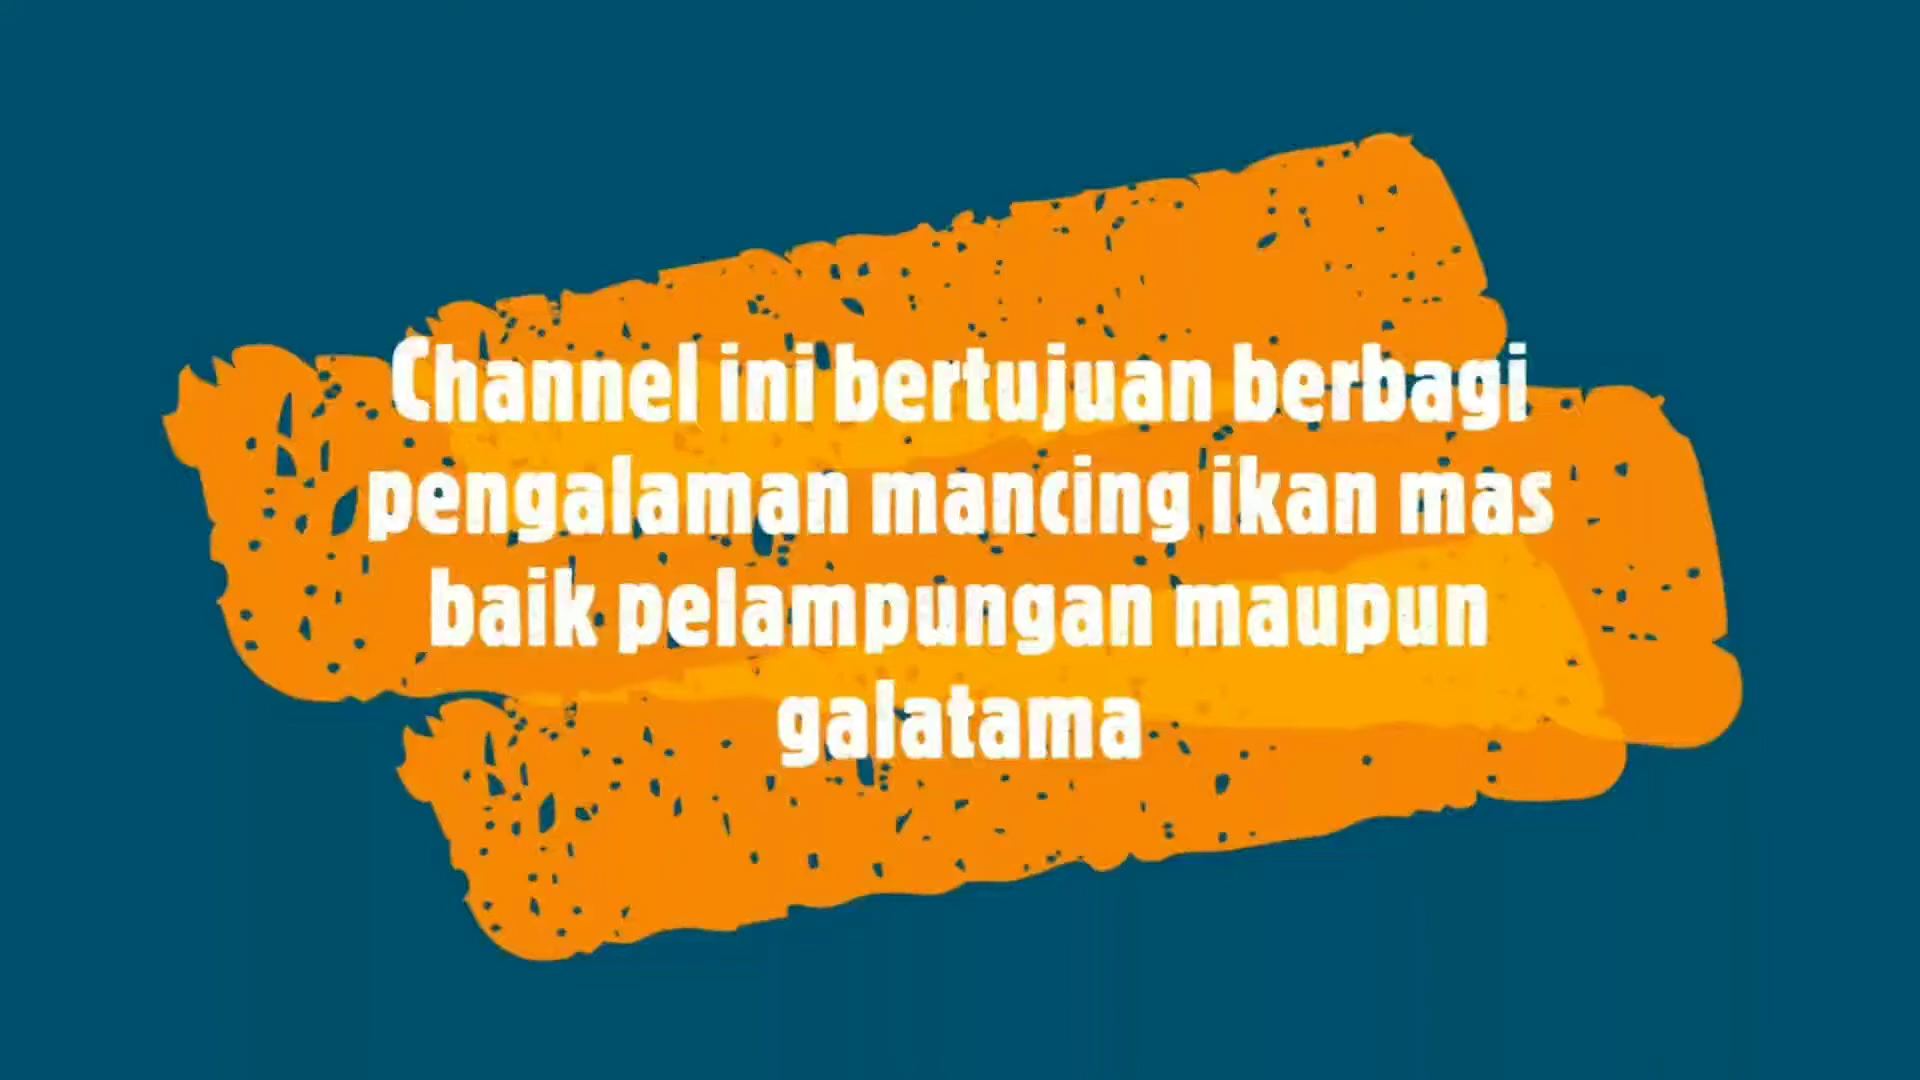 Channel ini bertujuan berbagi
pengalaman mancing ikan mas
baik pelampungan maupun
galatama